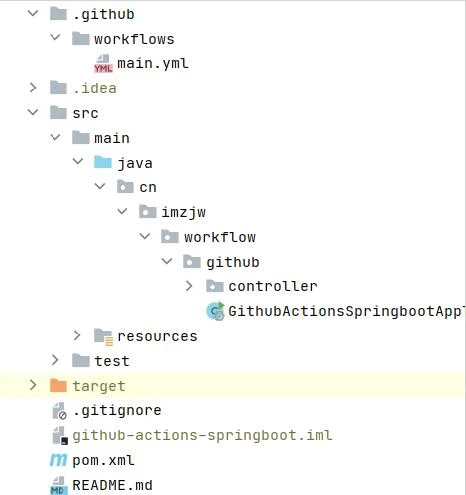 .github
workflows
YML
main.yml
.idea
src
main
java
cn
imzjw
workflow
github
controller
C
GithubActionsSpringbootApp
resources
test
target
.gitignore
github-actions-springboot.iml
m
pom.xml
MD
README.md